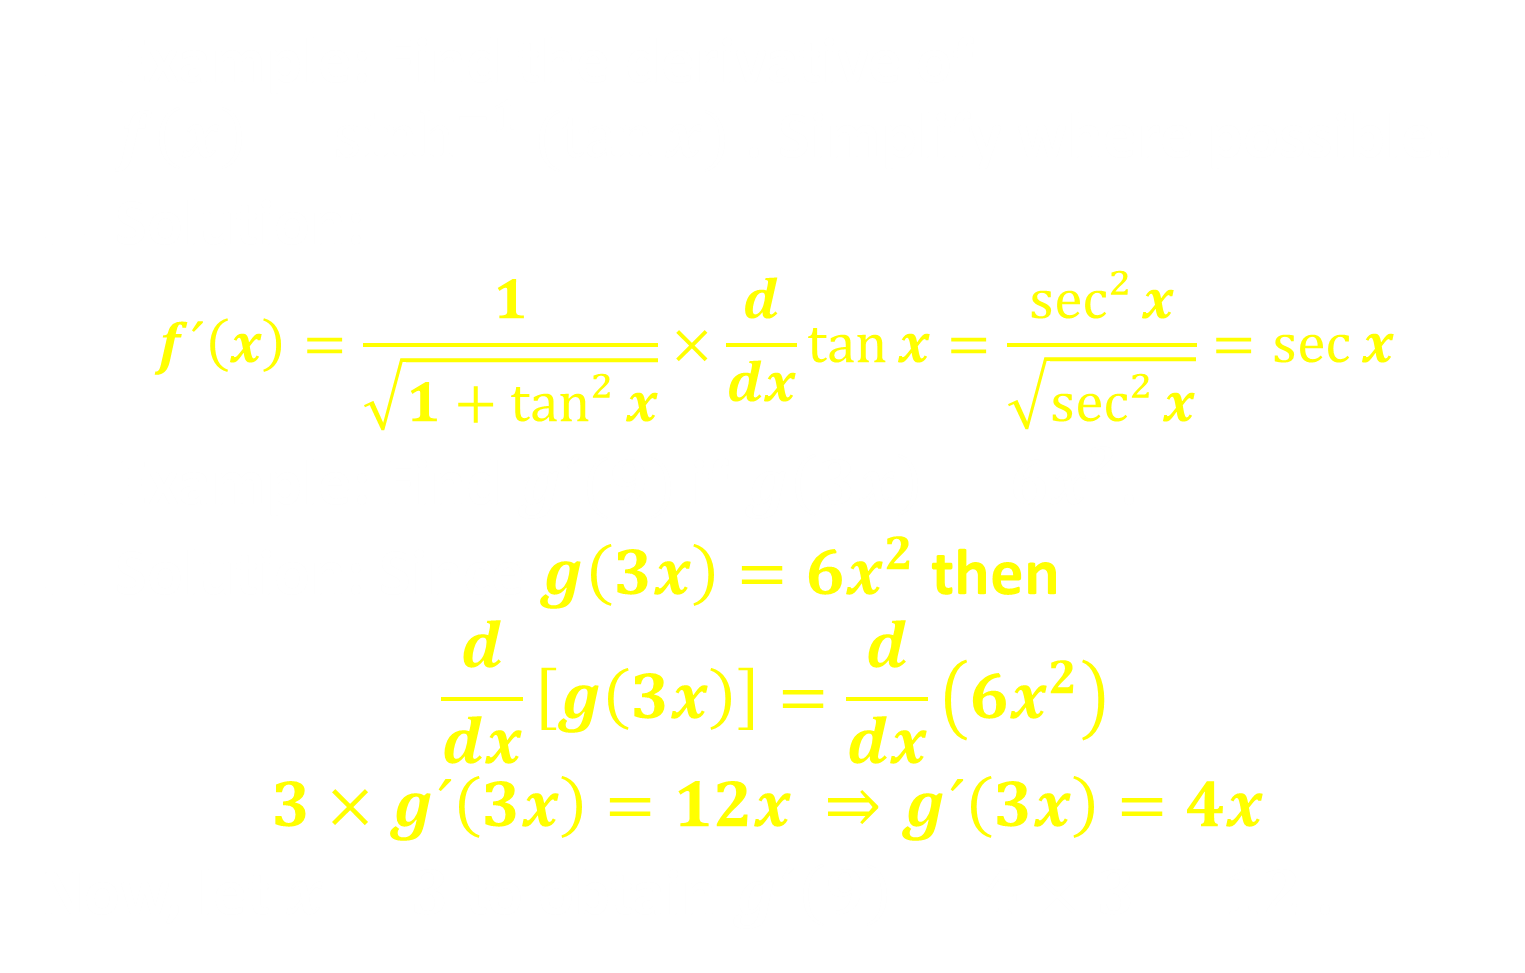 f´(x) = 1/√(1 + tan² x) × d/dx tan x = sec² x/√(sec² x) = sec x
g(3x) = 6x² then
d/dx [g(3x)] = d/dx (6x²)
3 × g´(3x) = 12x ⇒ g´(3x) = 4x